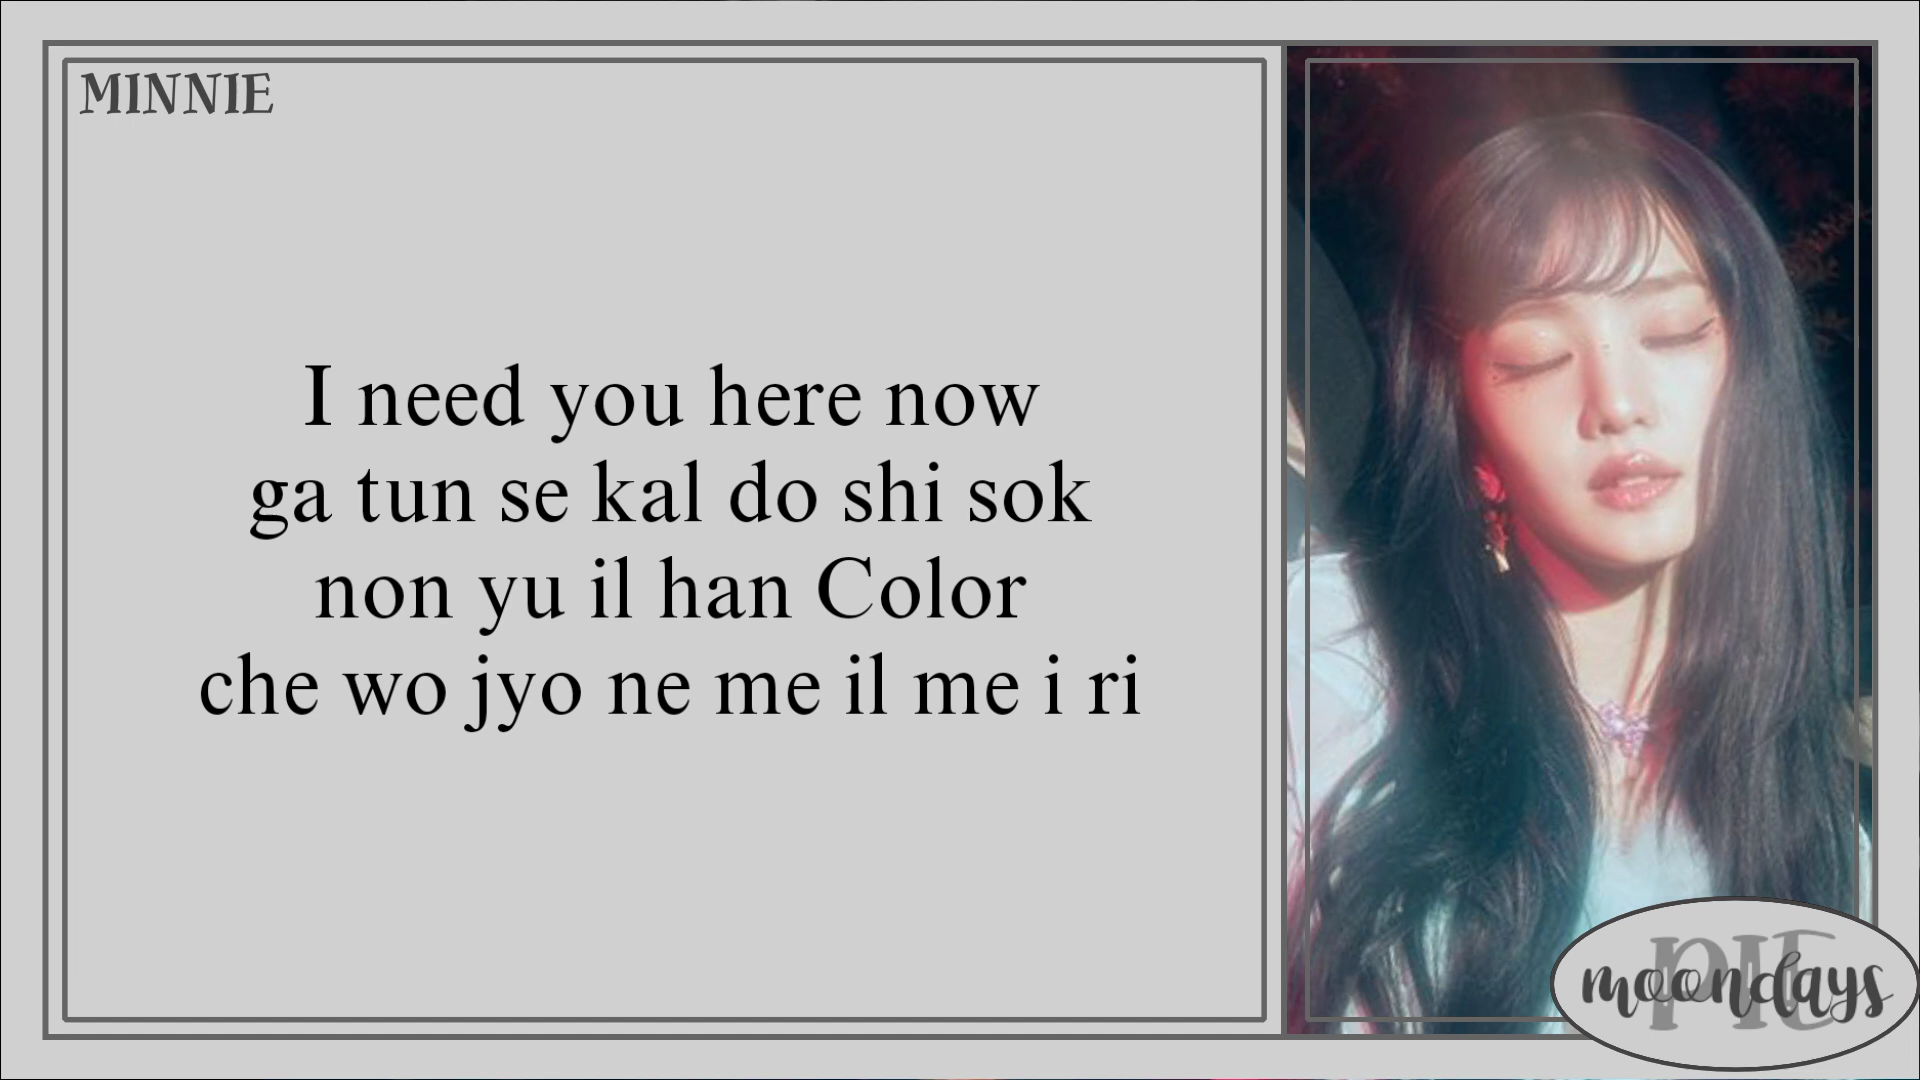 MINNIE
I need you here now
ga tun se kal do shi sok
non yu il han Color
che wo jyo ne me il me i ri
moondays